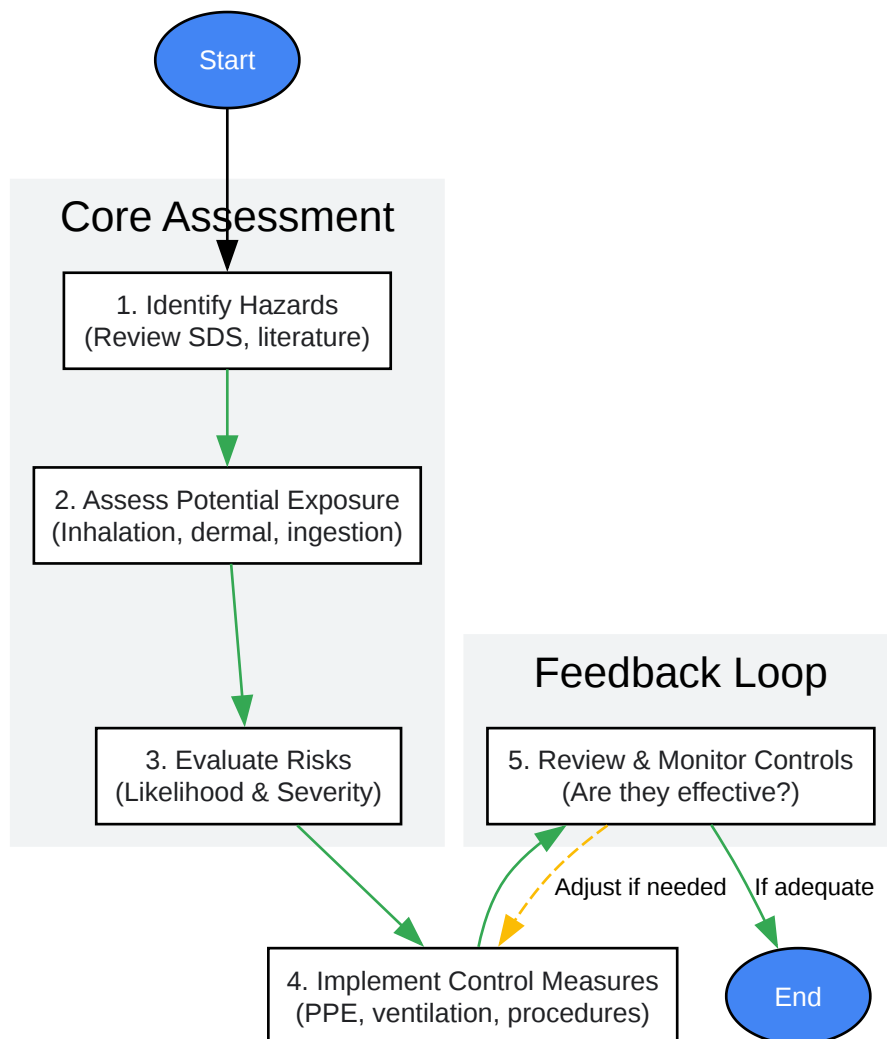 Start
Core Assessment
1. Identify Hazards
(Review SDS, literature)
2. Assess Potential Exposure
(Inhalation, dermal, ingestion)
3. Evaluate Risks
(Likelihood & Severity)
Feedback Loop
5. Review & Monitor Controls
(Are they effective?)
Adjust if needed
If adequate
4. Implement Control Measures
(PPE, ventilation, procedures)
End